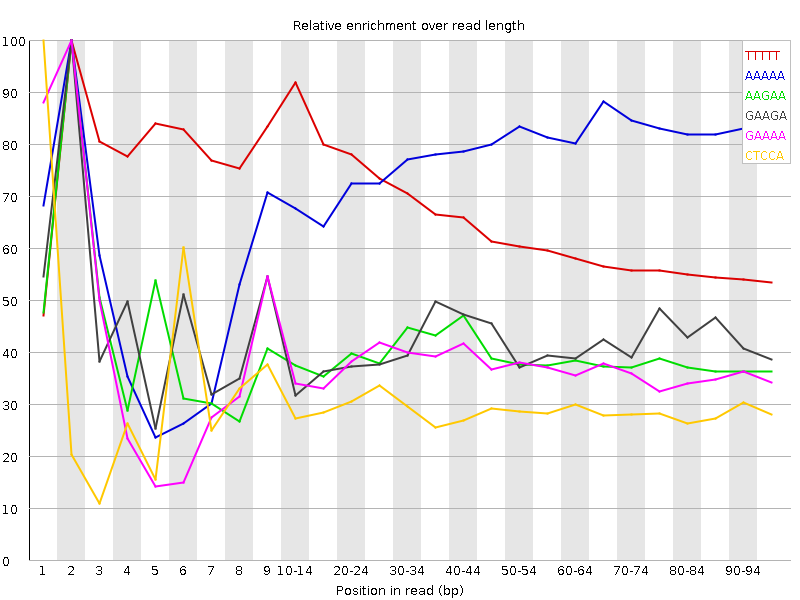 Relative enrichment over read length
100
90
80
70
60
50
40
30
20
10
0
TTTTT
AAAAA
AAGAA
GAAGA
GAAAA
CTCCA
1 2 3 4 5 6 7 8 9 10-14 20-24 30-34 40-44 50-54 60-64 70-74 80-84 90-94
Position in read (bp)